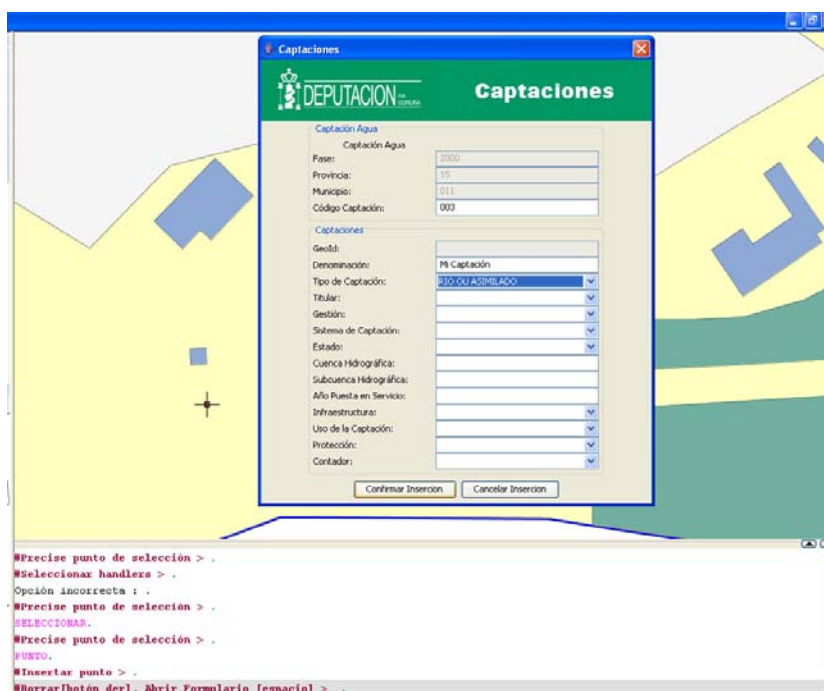 Captaciones
DEPUTACION DA CORUÑA
Captaciones
Captación Agua
Captación Agua
Fase: 2000
Provincia: 15
Municipio: 011
Código Captación: 003
Captaciones
GeoId:
Denominación: Mi Captación
Tipo de Captación: RIO OU ASIMILADO
Titular:
Gestión:
Sistema de Captación:
Estado:
Cuenca Hidrográfica:
Subcuenca Hidrográfica:
Año Puesta en Servicio:
Infraestructura:
Uso de la Captación:
Protección:
Contador:
Confirmar Insercion Cancelar Insercion
#Precise punto de selección > .
#Seleccionar handlers > .
Opción incorrecta : .
#Precise punto de selección > .
SELECCIONAR.
#Precise punto de selección > .
PUNTO.
#Insertar punto > .
#Borrar[botón der], Abrir Formulario [espacio] > .